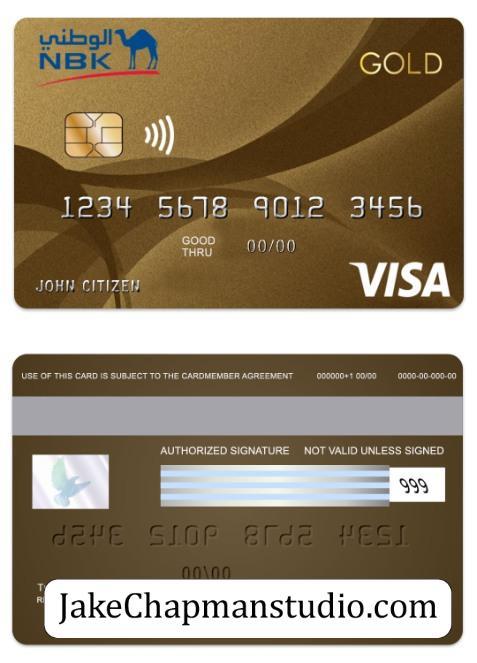 الوطني
NBK
GOLD
1234 5678 9012 3456
GOOD THRU 00/00
JOHN CITIZEN
VISA
USE OF THIS CARD IS SUBJECT TO THE CARDMEMBER AGREEMENT 000000+1 00/00 0000-00-000-00
AUTHORIZED SIGNATURE NOT VALID UNLESS SIGNED
999
1234 5678 9012 3456
00/00
JakeChapmanstudio.com